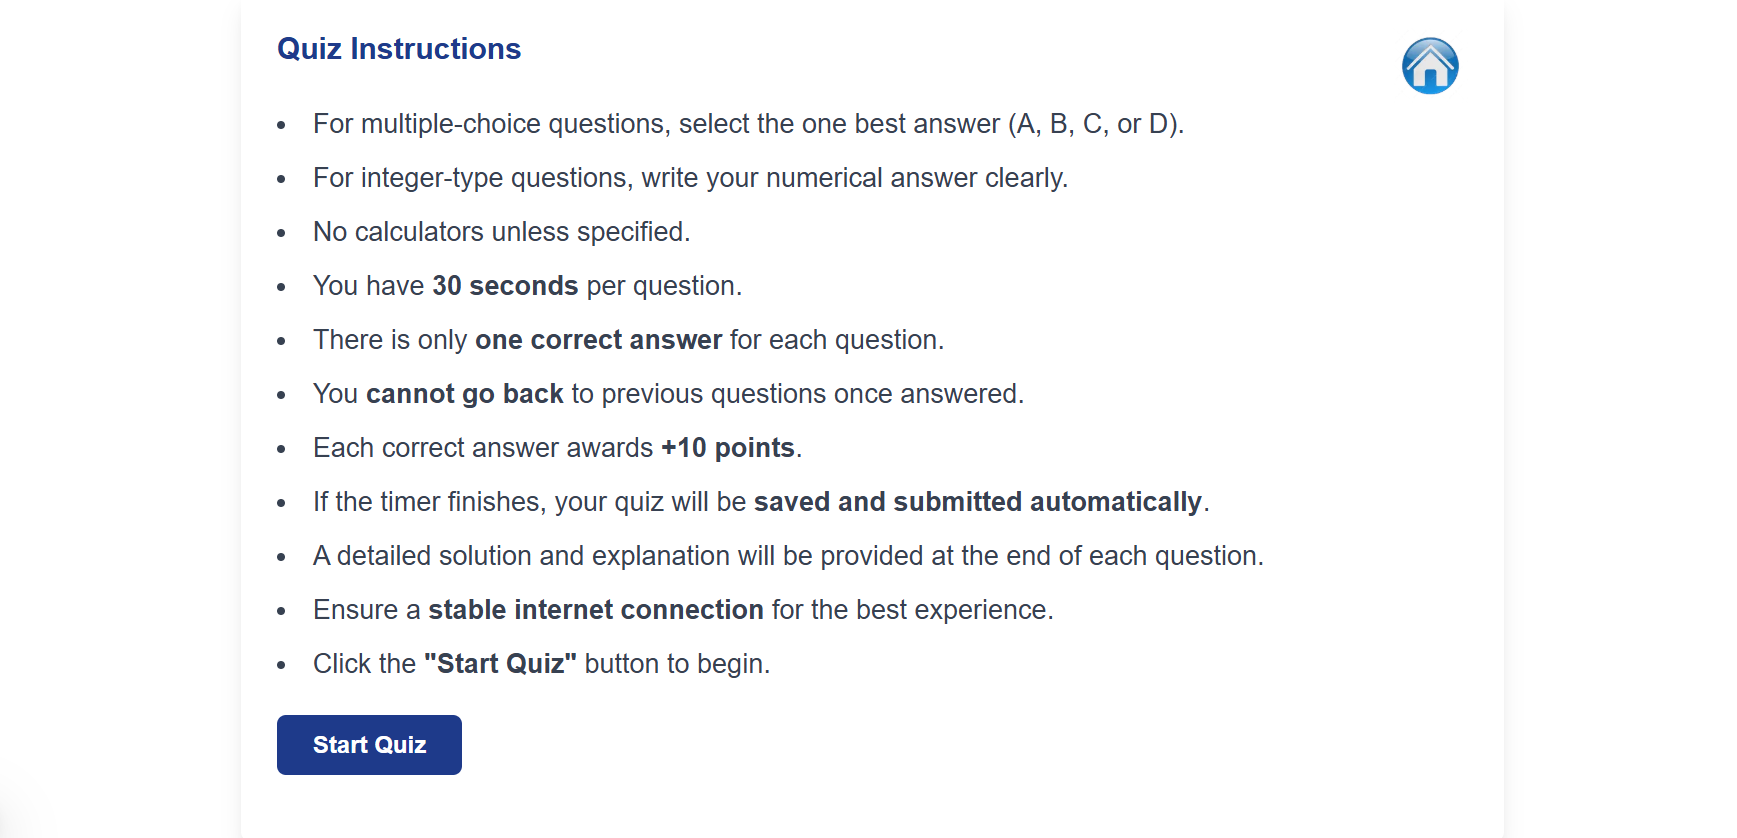 Quiz Instructions
For multiple-choice questions, select the one best answer (A, B, C, or D).
For integer-type questions, write your numerical answer clearly.
No calculators unless specified.
You have 30 seconds per question.
There is only one correct answer for each question.
You cannot go back to previous questions once answered.
Each correct answer awards +10 points.
If the timer finishes, your quiz will be saved and submitted automatically.
A detailed solution and explanation will be provided at the end of each question.
Ensure a stable internet connection for the best experience.
Click the "Start Quiz" button to begin.
Start Quiz